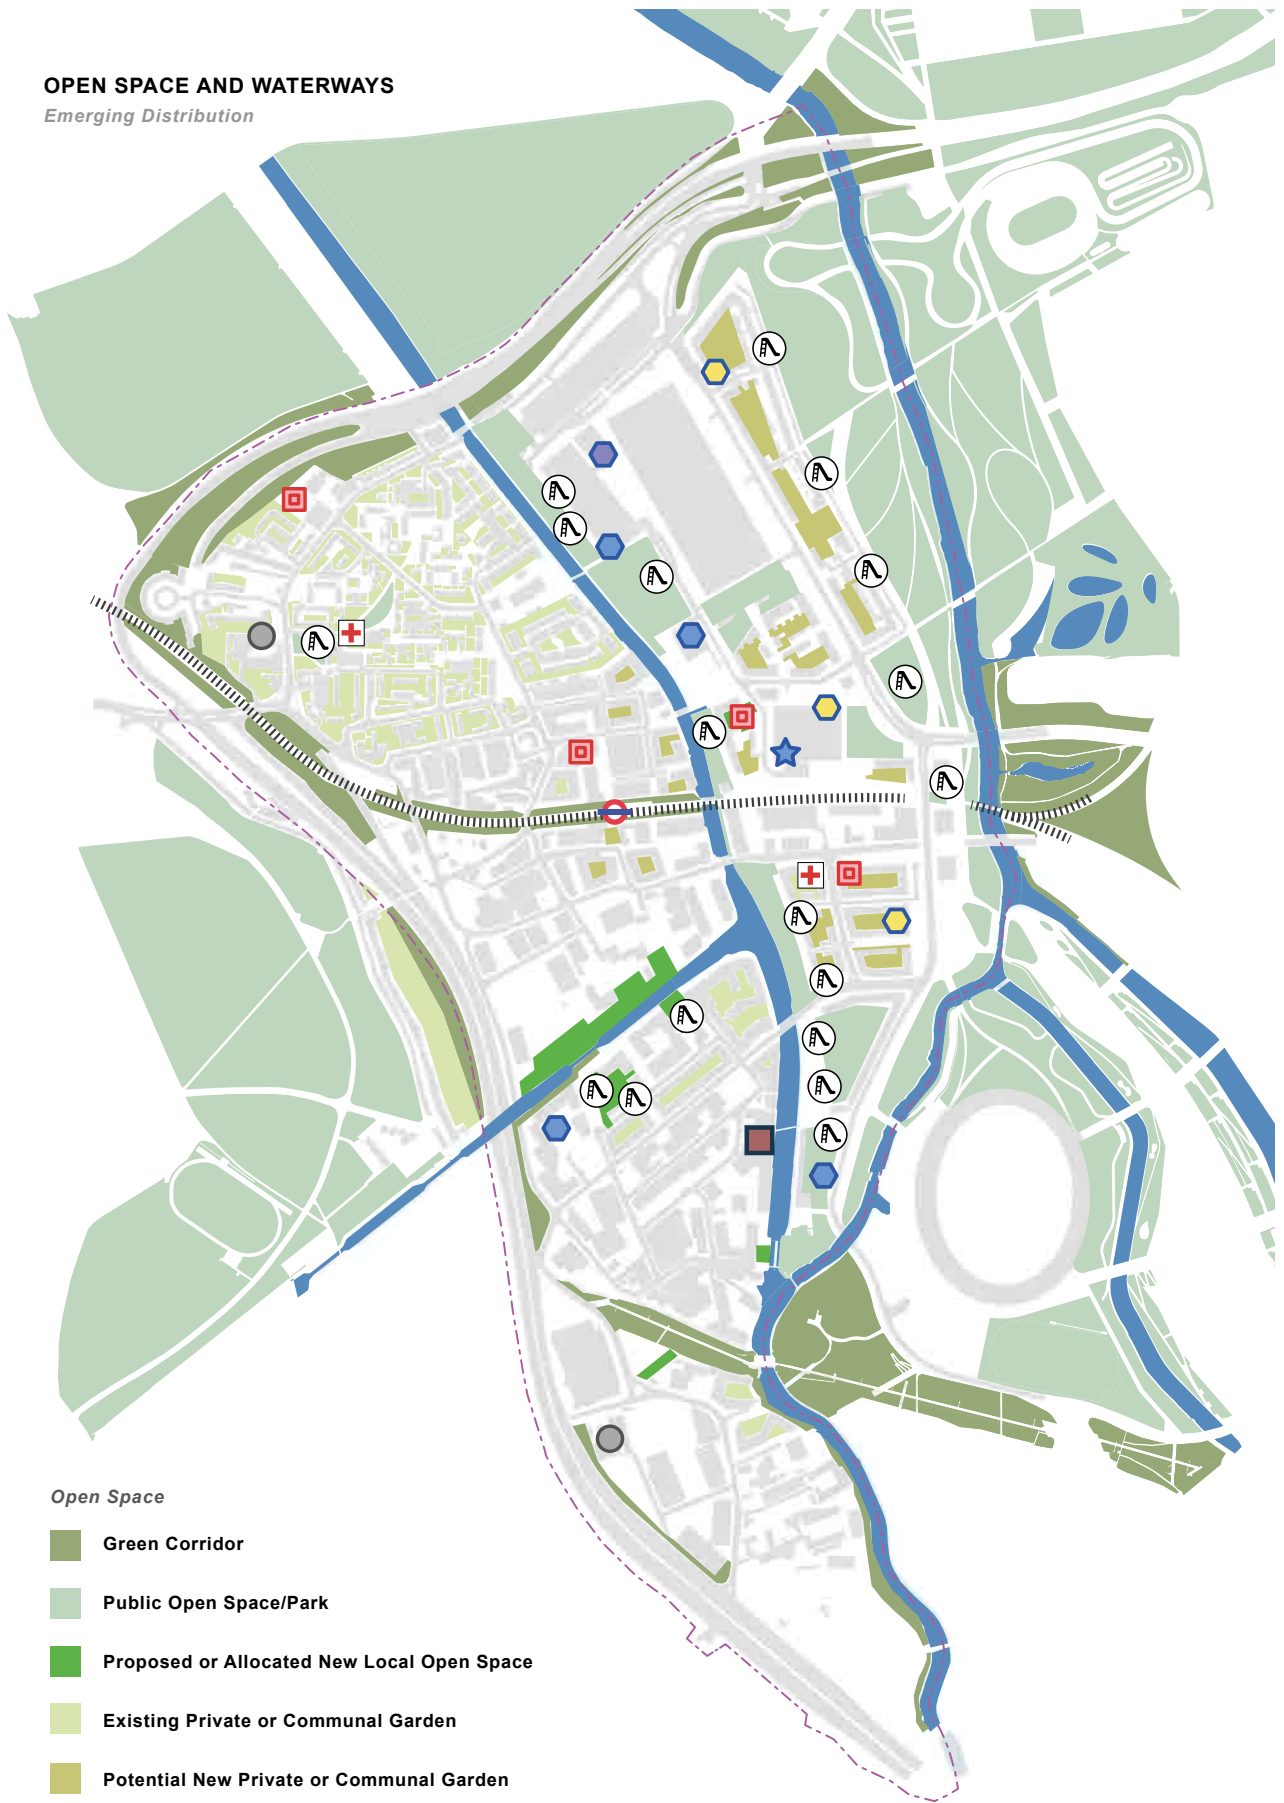 OPEN SPACE AND WATERWAYS
Emerging Distribution
Open Space
Green Corridor
Public Open Space/Park
Proposed or Allocated New Local Open Space
Existing Private or Communal Garden
Potential New Private or Communal Garden